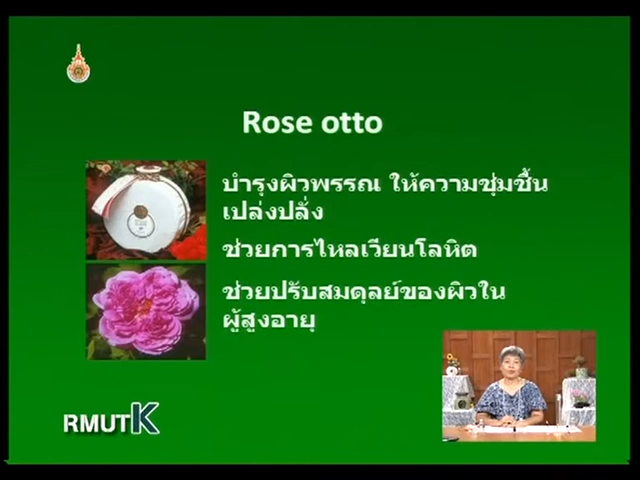 Rose otto
บำรุงผิวพรรณ ให้ความชุ่มชื้น
เปล่งปลั่ง
ช่วยการไหลเวียนโลหิต
ช่วยปรับสมดุลย์ของผิวใน
ผู้สูงอายุ
RMUTK